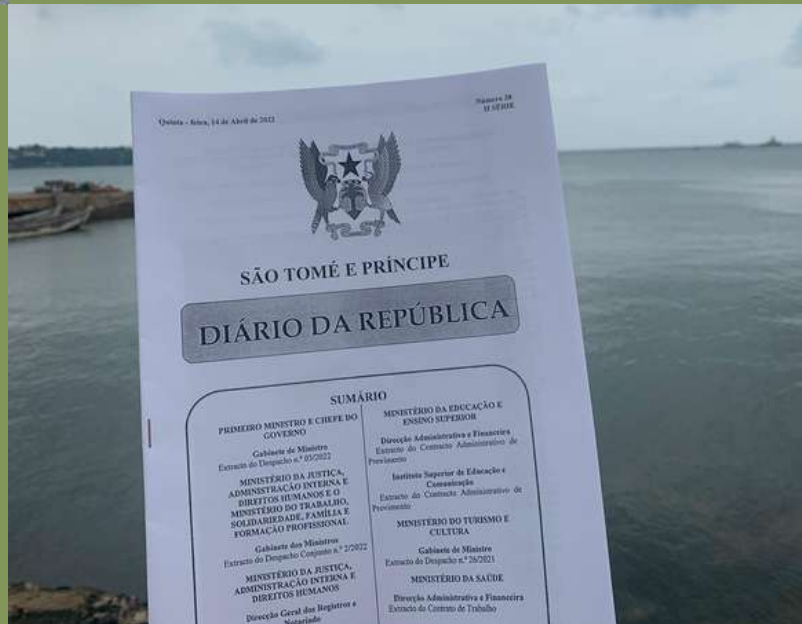 Quinta - feira, 14 de Abril de 2022
Número 38
II SÉRIE
SÃO TOMÉ E PRÍNCIPE
DIÁRIO DA REPÚBLICA
SUMÁRIO
PRIMEIRO MINISTRO E CHEFE DO
GOVERNO
Gabinete de Ministro
Extracto do Despacho n.º 03/2022
MINISTÉRIO DA JUSTIÇA,
ADMINISTRAÇÃO INTERNA E
DIREITOS HUMANOS E O
MINISTÉRIO DO TRABALHO,
SOLIDARIEDADE, FAMÍLIA E
FORMAÇÃO PROFISSIONAL
Gabinete dos Ministros
Extracto do Despacho Conjunto n.º 2/2022
MINISTÉRIO DA JUSTIÇA,
ADMINISTRAÇÃO INTERNA E
DIREITOS HUMANOS
Direcção Geral dos Registros e
Notariado
MINISTÉRIO DA EDUCAÇÃO E
ENSINO SUPERIOR
Direcção Administrativa e Financeira
Extracto do Contracto Administrativo de
Provimento
Instituto Superior de Educação e
Comunicação
Extracto do Contracto Administrativo de
Provimento
MINISTÉRIO DO TURISMO E
CULTURA
Gabinete de Ministro
Extracto do Despacho n.º 26/2021
MINISTÉRIO DA SAÚDE
Direcção Administrativa e Financeira
Extracto do Contrato de Trabalho